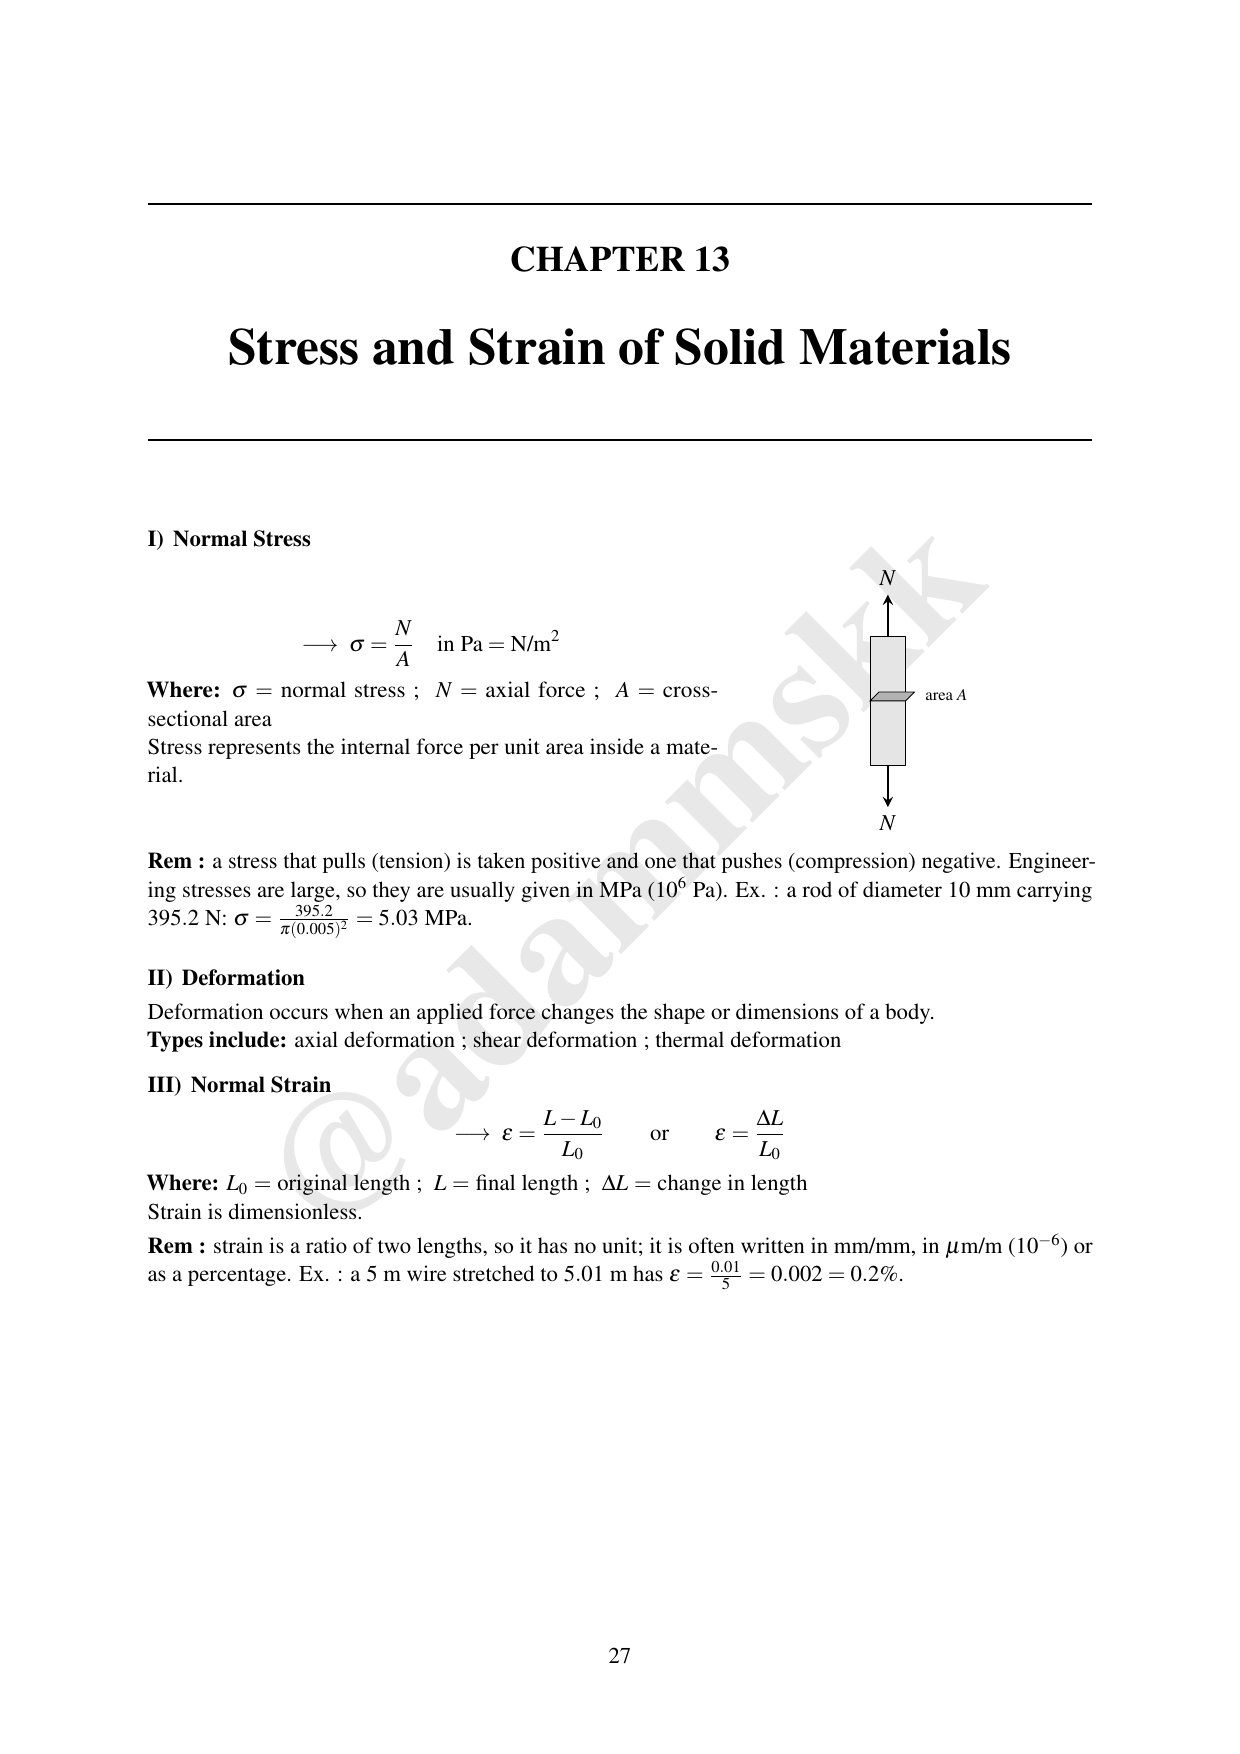 CHAPTER 13
Stress and Strain of Solid Materials
I) Normal Stress
⟶ σ = N/A in Pa = N/m²
Where: σ = normal stress ; N = axial force ; A = cross-
sectional area
Stress represents the internal force per unit area inside a mate-
rial.
N
area A
N
Rem : a stress that pulls (tension) is taken positive and one that pushes (compression) negative. Engineer-
ing stresses are large, so they are usually given in MPa (10⁶ Pa). Ex. : a rod of diameter 10 mm carrying
395.2 N: σ = 395.2/π(0.005)² = 5.03 MPa.
II) Deformation
Deformation occurs when an applied force changes the shape or dimensions of a body.
Types include: axial deformation ; shear deformation ; thermal deformation
III) Normal Strain
⟶ ε = L − L₀/L₀ or ε = ΔL/L₀
Where: L₀ = original length ; L = final length ; ΔL = change in length
Strain is dimensionless.
Rem : strain is a ratio of two lengths, so it has no unit; it is often written in mm/mm, in μm/m (10⁻⁶) or
as a percentage. Ex. : a 5 m wire stretched to 5.01 m has ε = 0.01/5 = 0.002 = 0.2%.
@adammskk
27